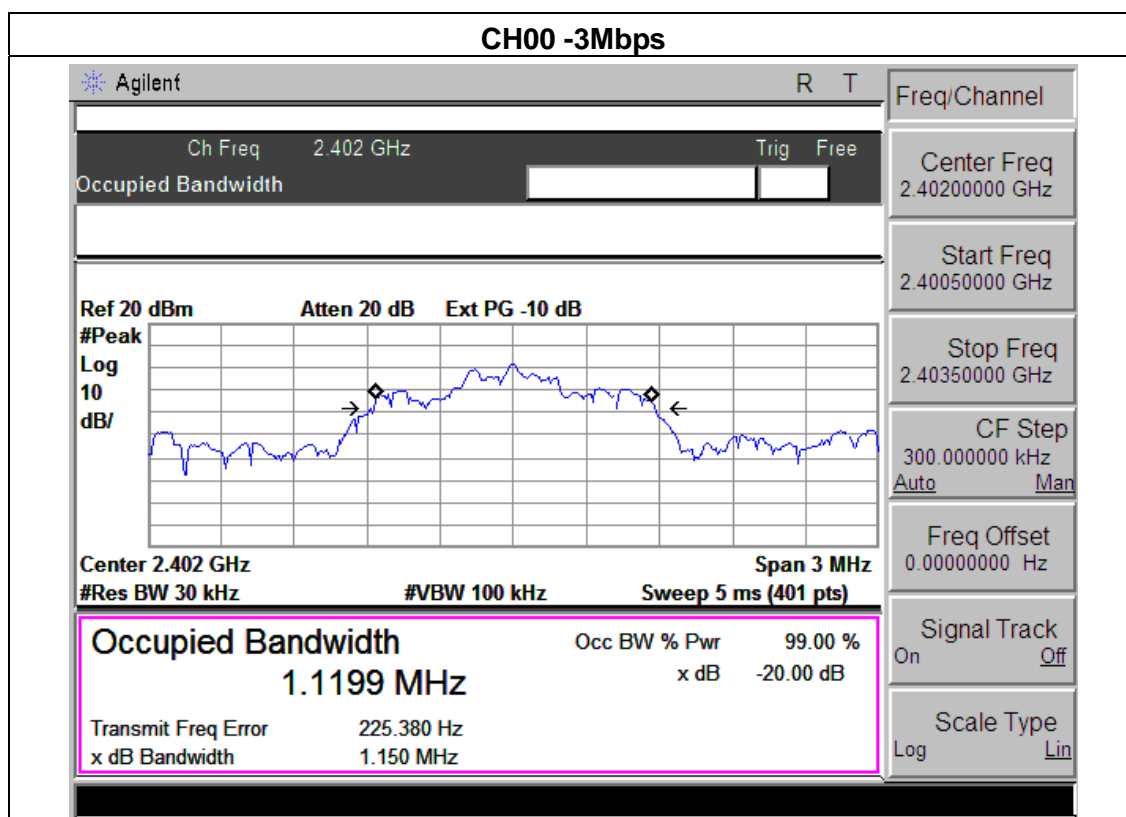 CH00 -3Mbps
Agilent R T
Ch Freq 2.402 GHz Trig Free
Occupied Bandwidth
Ref 20 dBm Atten 20 dB Ext PG -10 dB
#Peak
Log
10
dB/
Center 2.402 GHz Span 3 MHz
#Res BW 30 kHz #VBW 100 kHz Sweep 5 ms (401 pts)
Occupied Bandwidth Occ BW % Pwr 99.00 %
1.1199 MHz x dB -20.00 dB
Transmit Freq Error 225.380 Hz
x dB Bandwidth 1.150 MHz
Freq/Channel
Center Freq
2.40200000 GHz
Start Freq
2.40050000 GHz
Stop Freq
2.40350000 GHz
CF Step
300.000000 kHz
Auto Man
Freq Offset
0.00000000 Hz
Signal Track
On Off
Scale Type
Log Lin